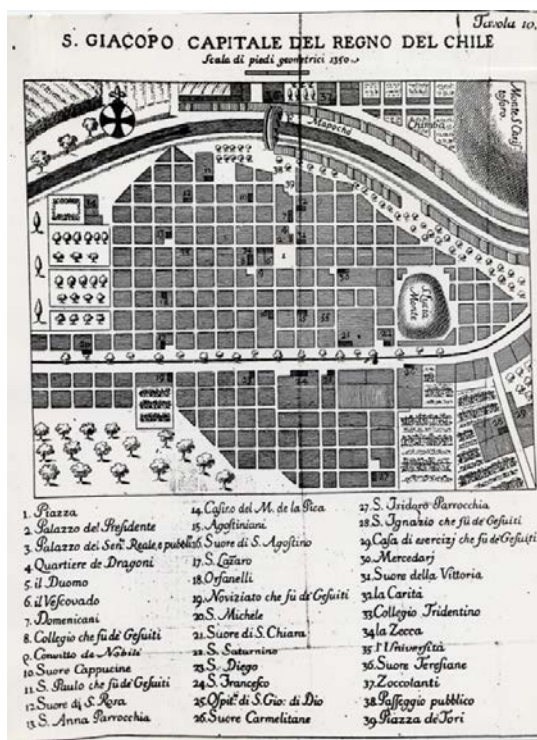 Tavola 10.
S. GIACOPO CAPITALE DEL REGNO DEL CHILE
Scala di piedi geometrici 1350.
Mapochó
Chimba
Monte S. Cristoforo.
S. Lucia
Monte
1. Piazza
2. Palazzo del Presidente
3. Palazzo del Sen. Reale, e pubbli.
4 Quartiere de Dragoni
5. il Duomo
6. il Vescovado
7. Domenicani
8. Collegio che fù de Gesuiti
9. Convitto de Nobili
10. Suore Cappucine
11. S. Paulo che fù de Gesuiti
12. Suore di S. Rosa
13. S. Anna Parrocchia
14. Casino del M. de la Pica
15. Agostiniani
16 Suore di S. Agostino
17. S. Lazaro
18. Orfanelli
19. Noviziato che fù de Gesuiti
20. S. Michele
21. Suore di S. Chiara
22. S. Saturnino
23. S. Diego
24. S. Francesco
25. Ospit. di S. Gio: di Dio
26. Suore Carmelitane
27. S. Isidoro Parrocchia
28. S. Ignazio che fù de Gesuiti
29. Casa di esercizj che fù de Gesuiti
30. Mercedarj
31. Suore della Vittoria
32. la Carità
33. Collegio Tridentino
34. la Zecca
35. l'Università
36. Suore Teresiane
37. Zoccolanti
38. Passeggio pubblico
39. Piazza de Tori